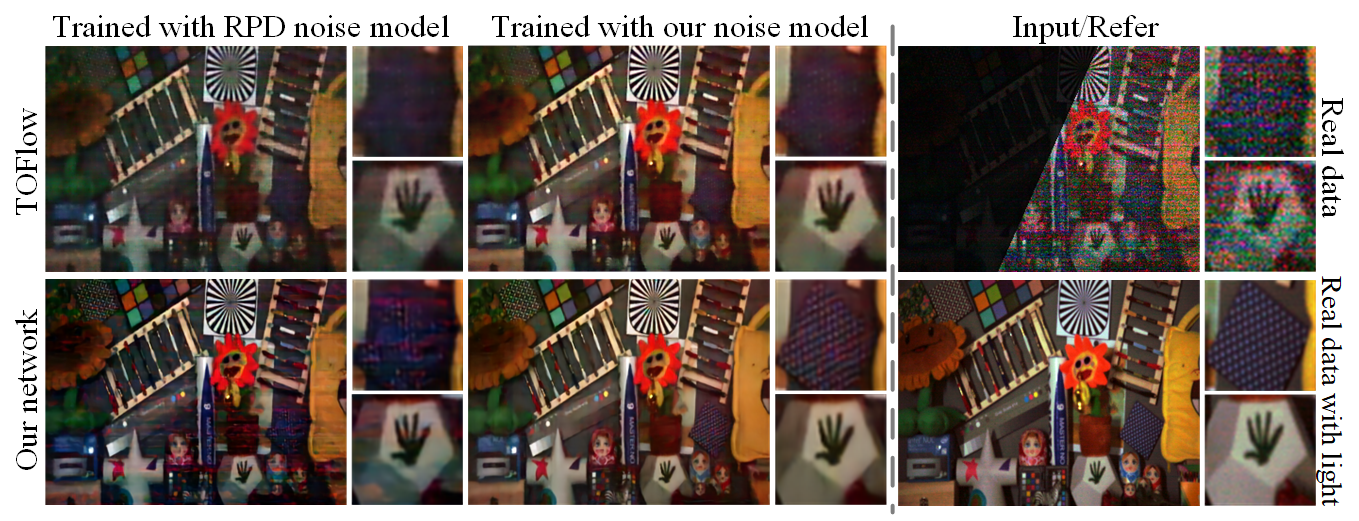 Trained with RPD noise model
Trained with our noise model
Input/Refer
TOFlow
Real data
Our network
Real data with light